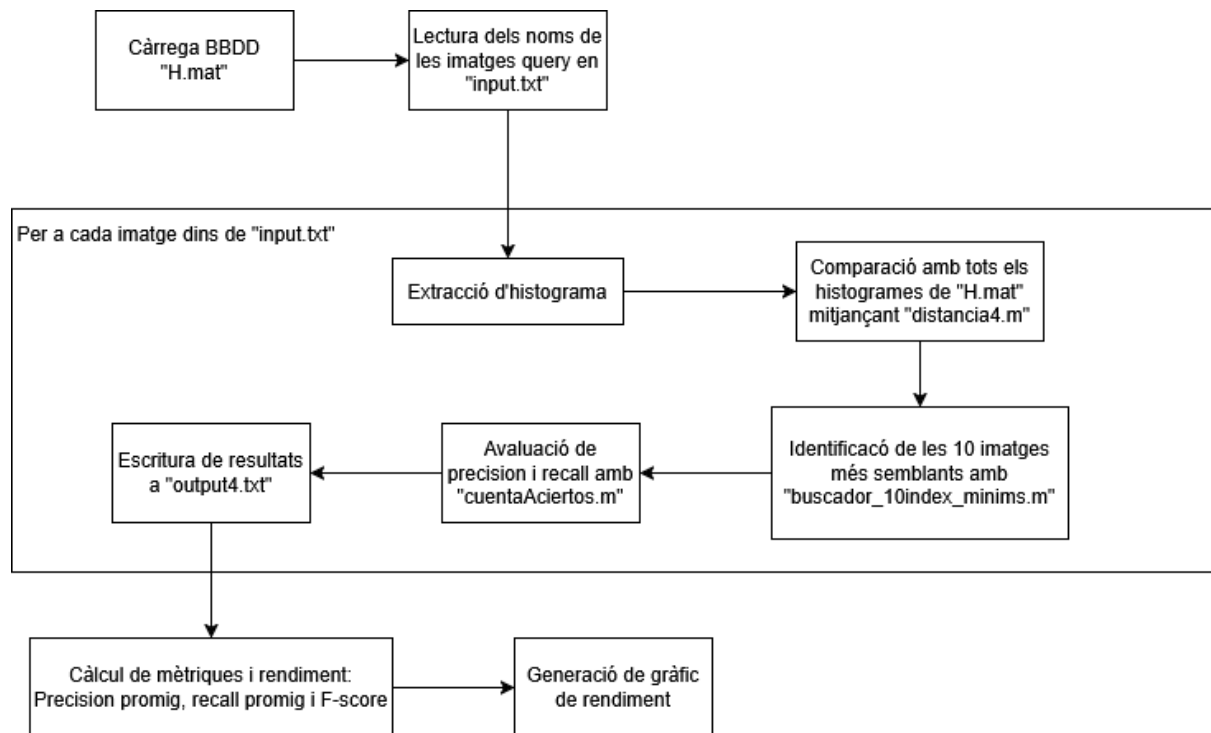 Càrrega BBDD
"H.mat"
Lectura dels noms de
les imatges query en
"input.txt"
Per a cada imatge dins de "input.txt"
Extracció d'histograma
Comparació amb tots els
histogrames de "H.mat"
mitjançant "distancia4.m"
Identificacó de les 10 imatges
més semblants amb
"buscador_10index_minims.m"
Avaluació de
precision i recall amb
"cuentaAciertos.m"
Escritura de resultats
a "output4.txt"
Càlcul de mètriques i rendiment:
Precision promig, recall promig i F-score
Generació de gràfic
de rendiment